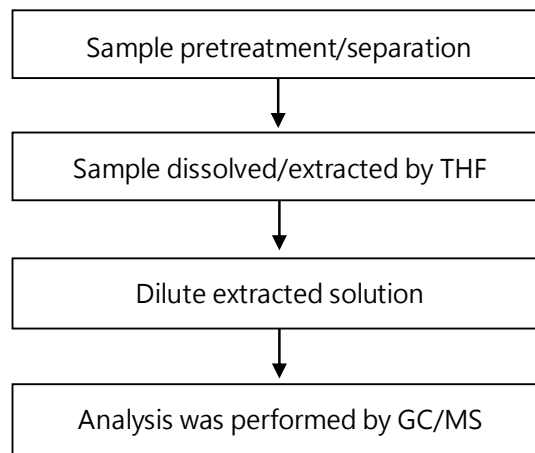 Sample pretreatment/separation
Sample dissolved/extracted by THF
Dilute extracted solution
Analysis was performed by GC/MS